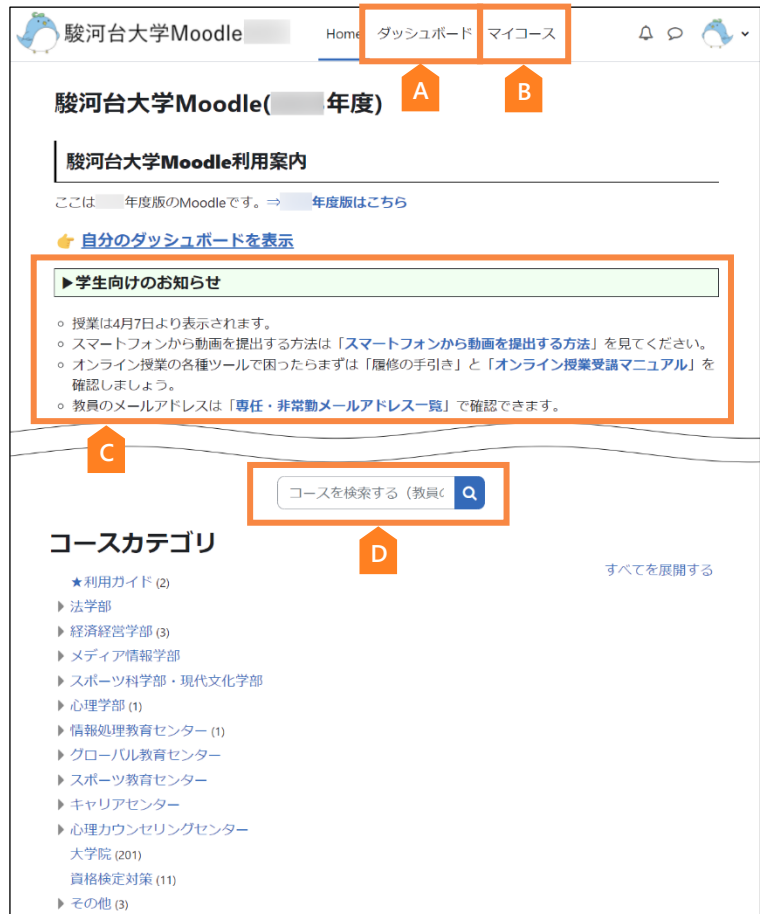 駿河台大学Moodle
Home ダッシュボード マイコース
A B
駿河台大学Moodle( 年度)
駿河台大学Moodle利用案内
ここは 年度版のMoodleです。⇒ 年度版はこちら
👉 自分のダッシュボードを表示
▶学生向けのお知らせ
○ 授業は4月7日より表示されます。
○ スマートフォンから動画を提出する方法は「スマートフォンから動画を提出する方法」を見てください。
○ オンライン授業の各種ツールで困ったらまずは「履修の手引き」と「オンライン授業受講マニュアル」を
確認しましょう。
○ 教員のメールアドレスは「専任・非常勤メールアドレス一覧」で確認できます。
C
コースを検索する（教員の
D
コースカテゴリ
すべてを展開する
★利用ガイド (2)
▶ 法学部
▶ 経済経営学部 (3)
▶ メディア情報学部
▶ スポーツ科学部・現代文化学部
▶ 心理学部 (1)
▶ 情報処理教育センター (1)
▶ グローバル教育センター
▶ スポーツ教育センター
▶ キャリアセンター
▶ 心理カウンセリングセンター
大学院 (201)
資格検定対策 (11)
▶ その他 (3)